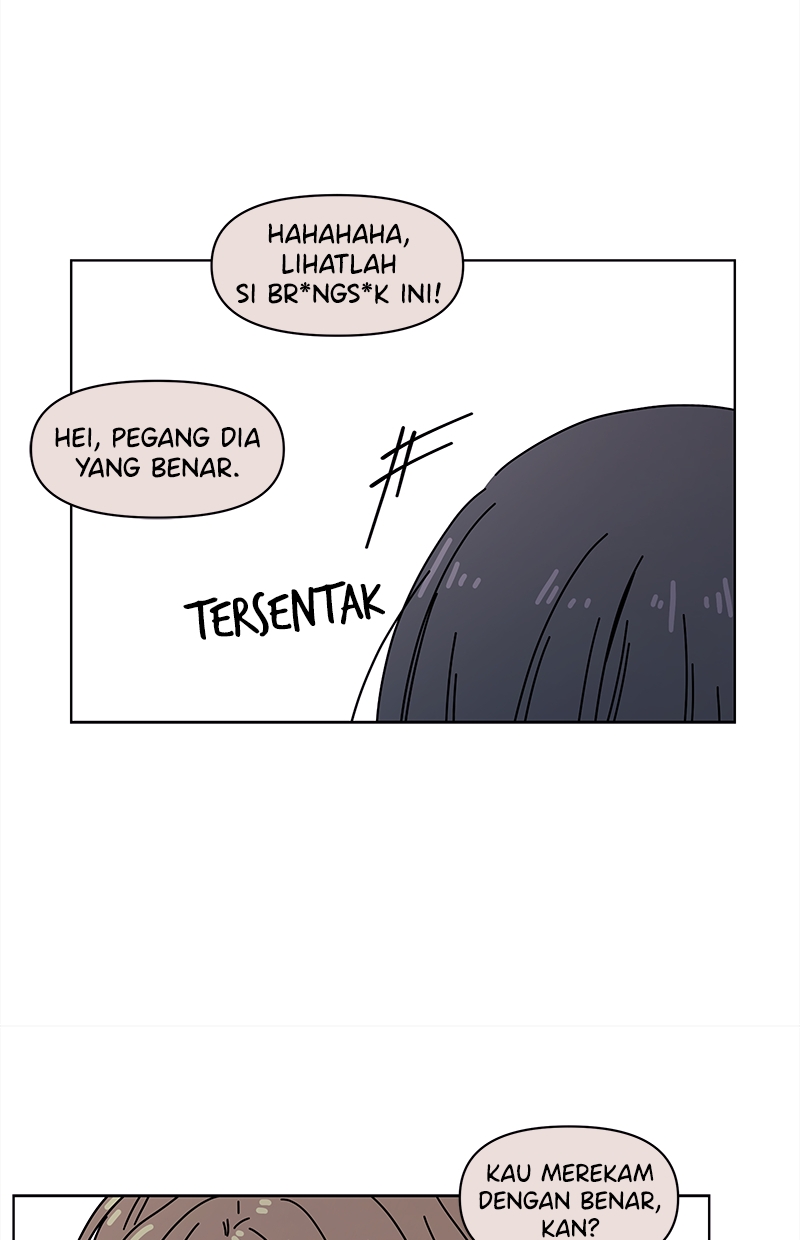 HAHAHAHA,
LIHATLAH
SI BR*NGS*K INI!
HEI, PEGANG DIA
YANG BENAR.
TERSENTAK
KAU MEREKAM
DENGAN BENAR,
KAN?